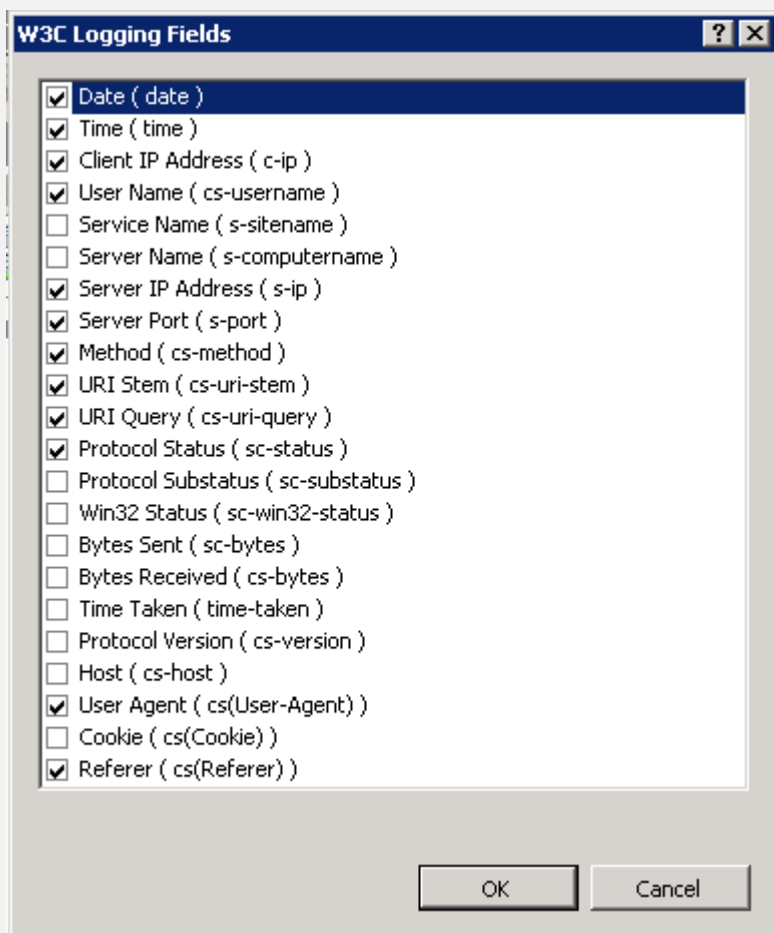 W3C Logging Fields
Date ( date )
Time ( time )
Client IP Address ( c-ip )
User Name ( cs-username )
Service Name ( s-sitename )
Server Name ( s-computername )
Server IP Address ( s-ip )
Server Port ( s-port )
Method ( cs-method )
URI Stem ( cs-uri-stem )
URI Query ( cs-uri-query )
Protocol Status ( sc-status )
Protocol Substatus ( sc-substatus )
Win32 Status ( sc-win32-status )
Bytes Sent ( sc-bytes )
Bytes Received ( cs-bytes )
Time Taken ( time-taken )
Protocol Version ( cs-version )
Host ( cs-host )
User Agent ( cs(User-Agent) )
Cookie ( cs(Cookie) )
Referer ( cs(Referer) )
OK Cancel